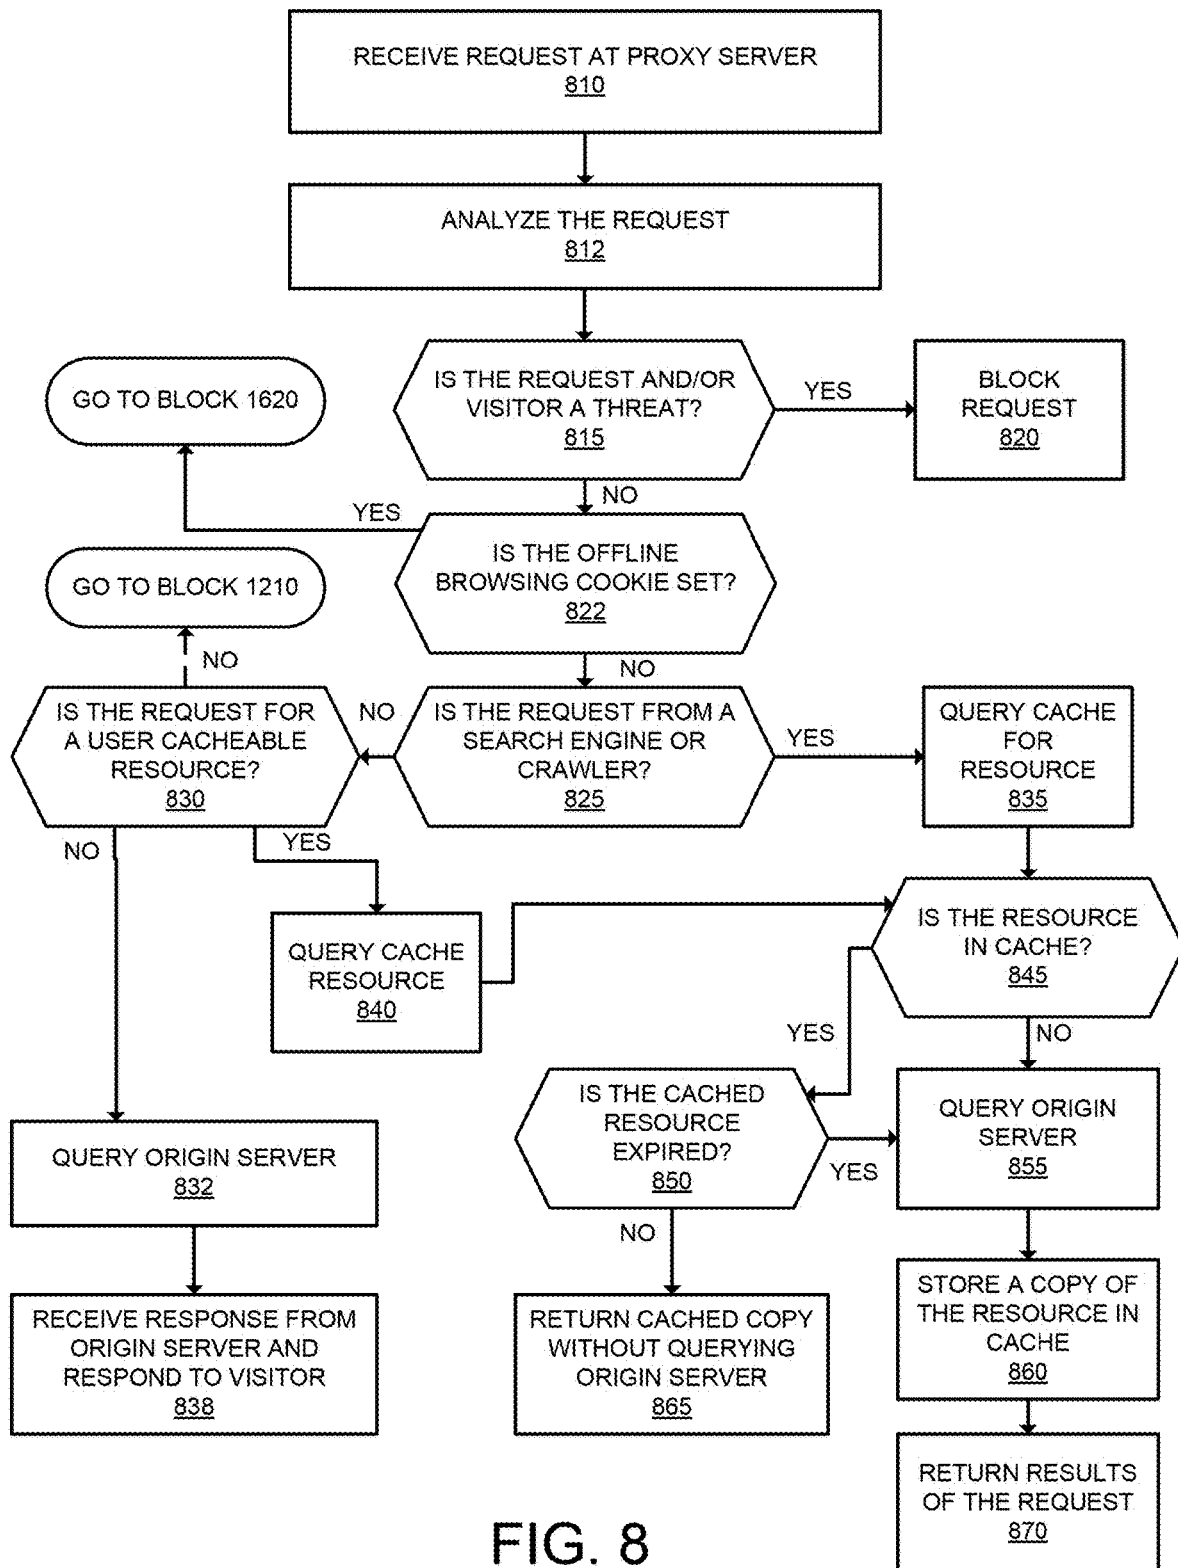 RECEIVE REQUEST AT PROXY SERVER
810
ANALYZE THE REQUEST
812
IS THE REQUEST AND/OR
VISITOR A THREAT?
815
YES
BLOCK
REQUEST
820
GO TO BLOCK 1620
NO
YES
IS THE OFFLINE
BROWSING COOKIE SET?
822
GO TO BLOCK 1210
NO
NO
IS THE REQUEST FOR
A USER CACHEABLE
RESOURCE?
830
NO
IS THE REQUEST FROM A
SEARCH ENGINE OR
CRAWLER?
825
YES
QUERY CACHE
FOR
RESOURCE
835
NO
YES
QUERY CACHE
RESOURCE
840
IS THE RESOURCE
IN CACHE?
845
YES
NO
IS THE CACHED
RESOURCE
EXPIRED?
850
YES
QUERY ORIGIN
SERVER
855
QUERY ORIGIN SERVER
832
NO
RECEIVE RESPONSE FROM
ORIGIN SERVER AND
RESPOND TO VISITOR
838
RETURN CACHED COPY
WITHOUT QUERYING
ORIGIN SERVER
865
STORE A COPY OF
THE RESOURCE IN
CACHE
860
RETURN RESULTS
OF THE REQUEST
870
FIG. 8